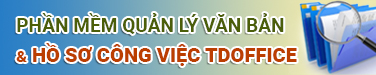 PHẦN MỀM QUẢN LÝ VĂN BẢN
& HỒ SƠ CÔNG VIỆC TDOFFICE